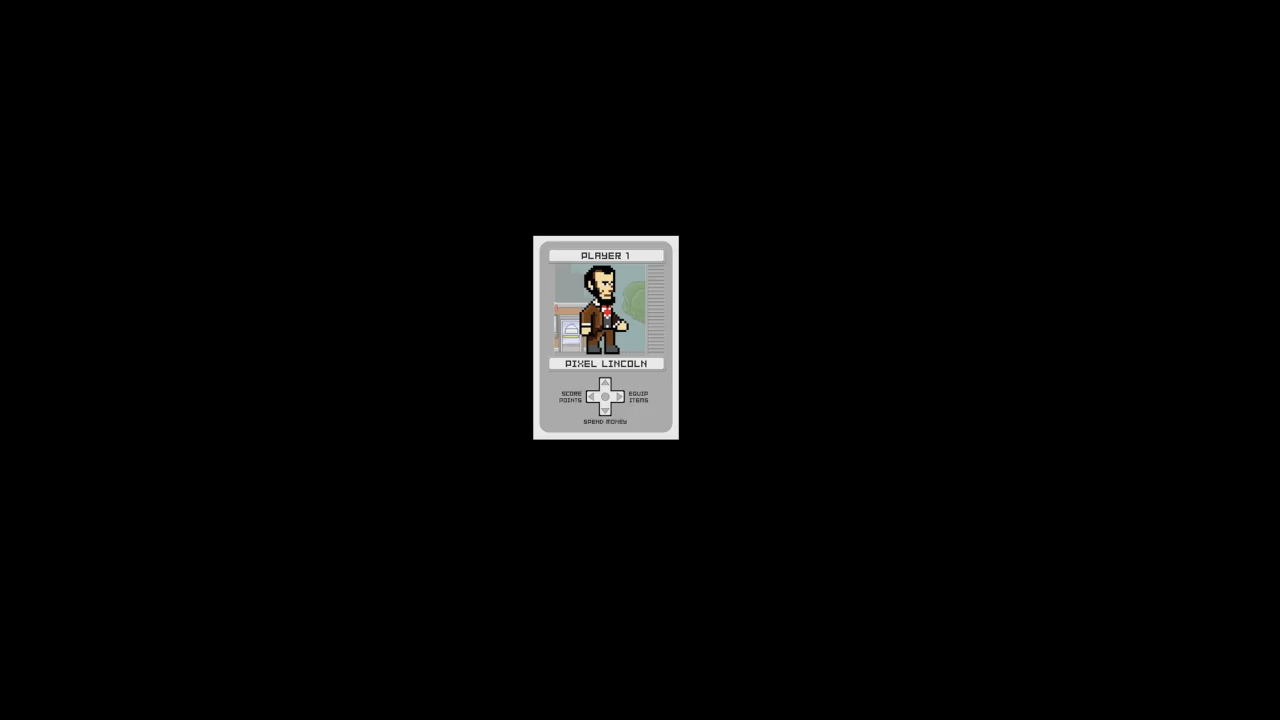 PLAYER 1
PIXEL LINCOLN
SCORE
POINTS
EQUIP
ITEMS
SPEND MONEY